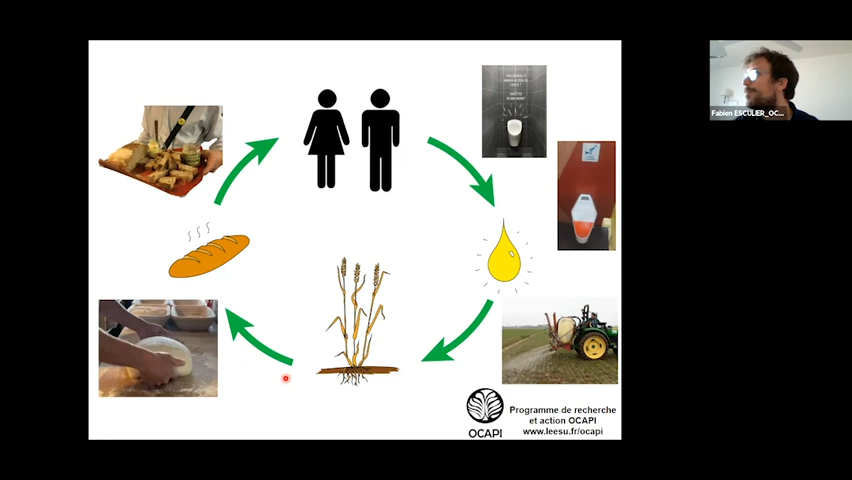 Fabien ESCULIER_OC...
OCAPI
Programme de recherche
et action OCAPI
www.leesu.fr/ocapi